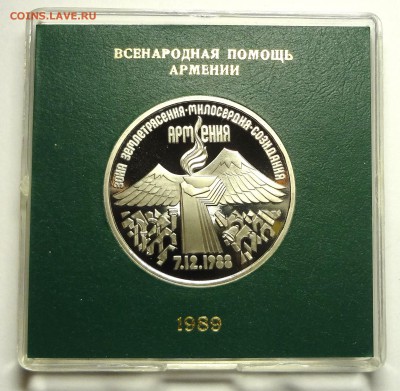 COINS.LAVE.RU
ВСЕНАРОДНАЯ ПОМОЩЬ
АРМЕНИИ
ЗОНА ЗЕМЛЕТРЯСЕНИЯ·МИЛОСЕРДИЯ·СОЗИДАНИЯ
АРМЕНИЯ
7.12.1988
1989